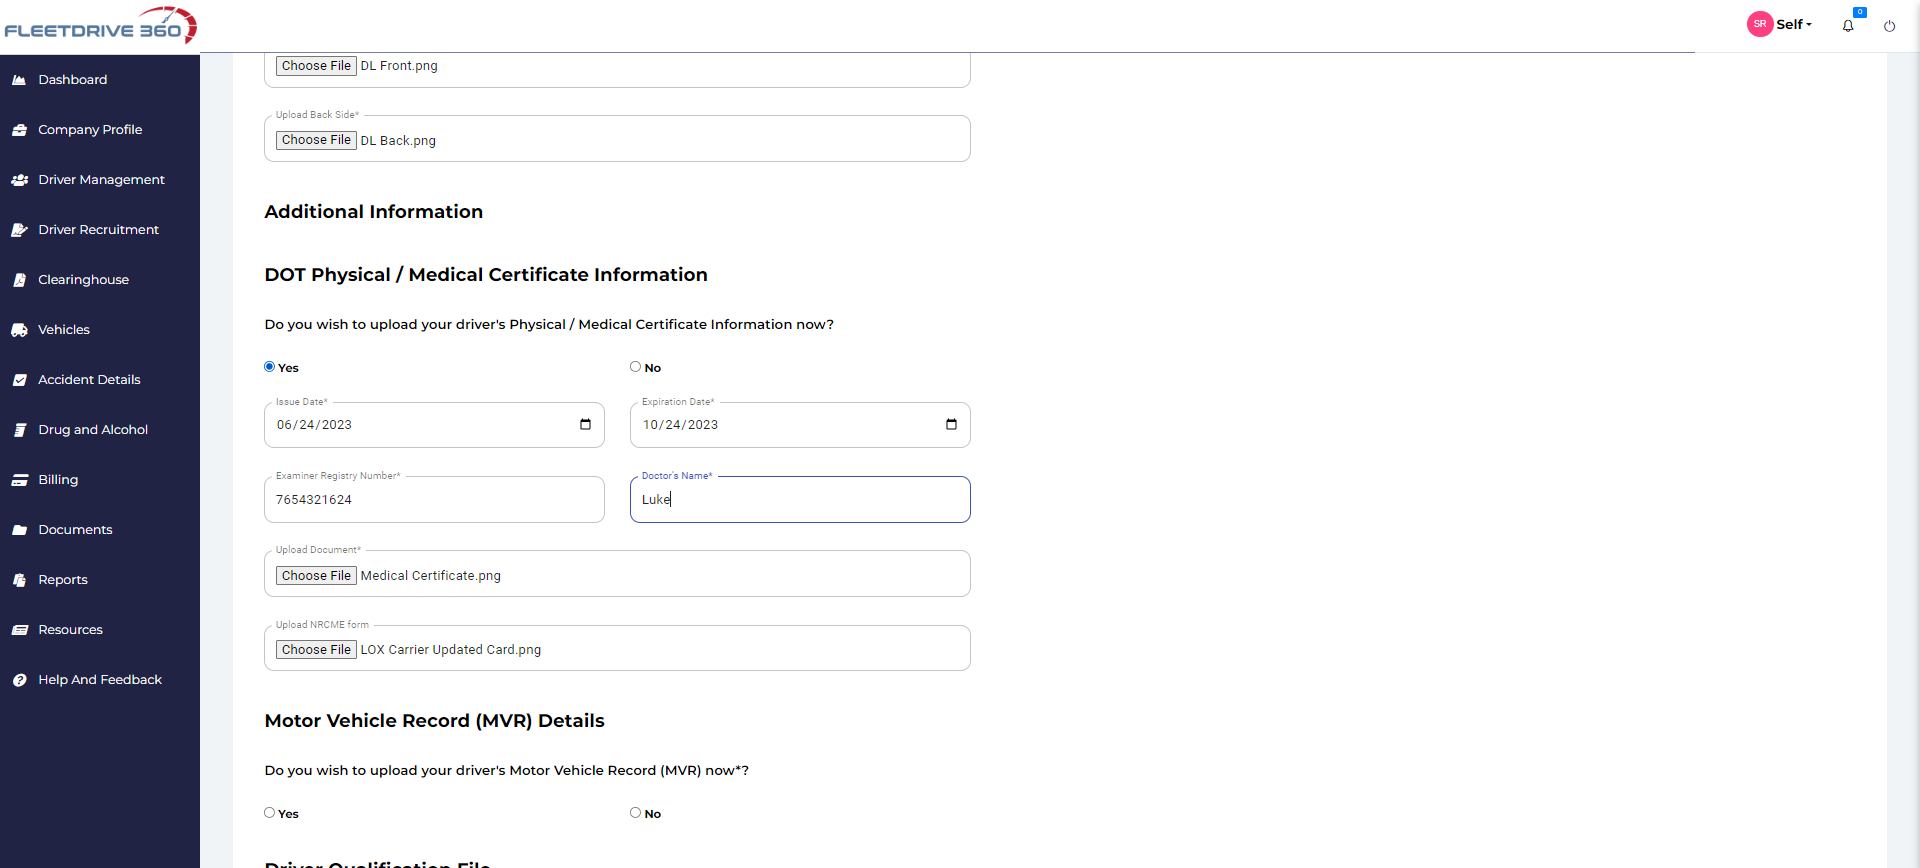 FLEETDRIVE 360
SR Self
0
Dashboard
Company Profile
Driver Management
Driver Recruitment
Clearinghouse
Vehicles
Accident Details
Drug and Alcohol
Billing
Documents
Reports
Resources
Help And Feedback
Choose File DL Front.png
Upload Back Side*
Choose File DL Back.png
Additional Information
DOT Physical / Medical Certificate Information
Do you wish to upload your driver's Physical / Medical Certificate Information now?
Yes No
Issue Date* Expiration Date*
06/24/2023 10/24/2023
Examiner Registry Number* Doctor's Name*
7654321624 Luke
Upload Document*
Choose File Medical Certificate.png
Upload NRCME form
Choose File LOX Carrier Updated Card.png
Motor Vehicle Record (MVR) Details
Do you wish to upload your driver's Motor Vehicle Record (MVR) now*?
Yes No
Driver Qualification File